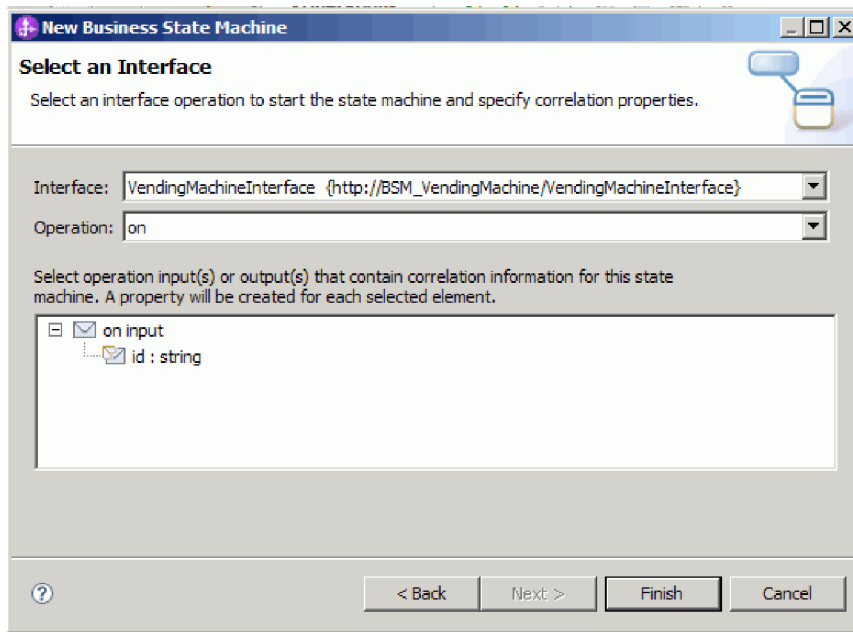 New Business State Machine
Select an Interface
Select an interface operation to start the state machine and specify correlation properties.
Interface: VendingMachineInterface {http://BSM_VendingMachine/VendingMachineInterface}
Operation: on
Select operation input(s) or output(s) that contain correlation information for this state
machine. A property will be created for each selected element.
on input
id : string
? < Back Next > Finish Cancel